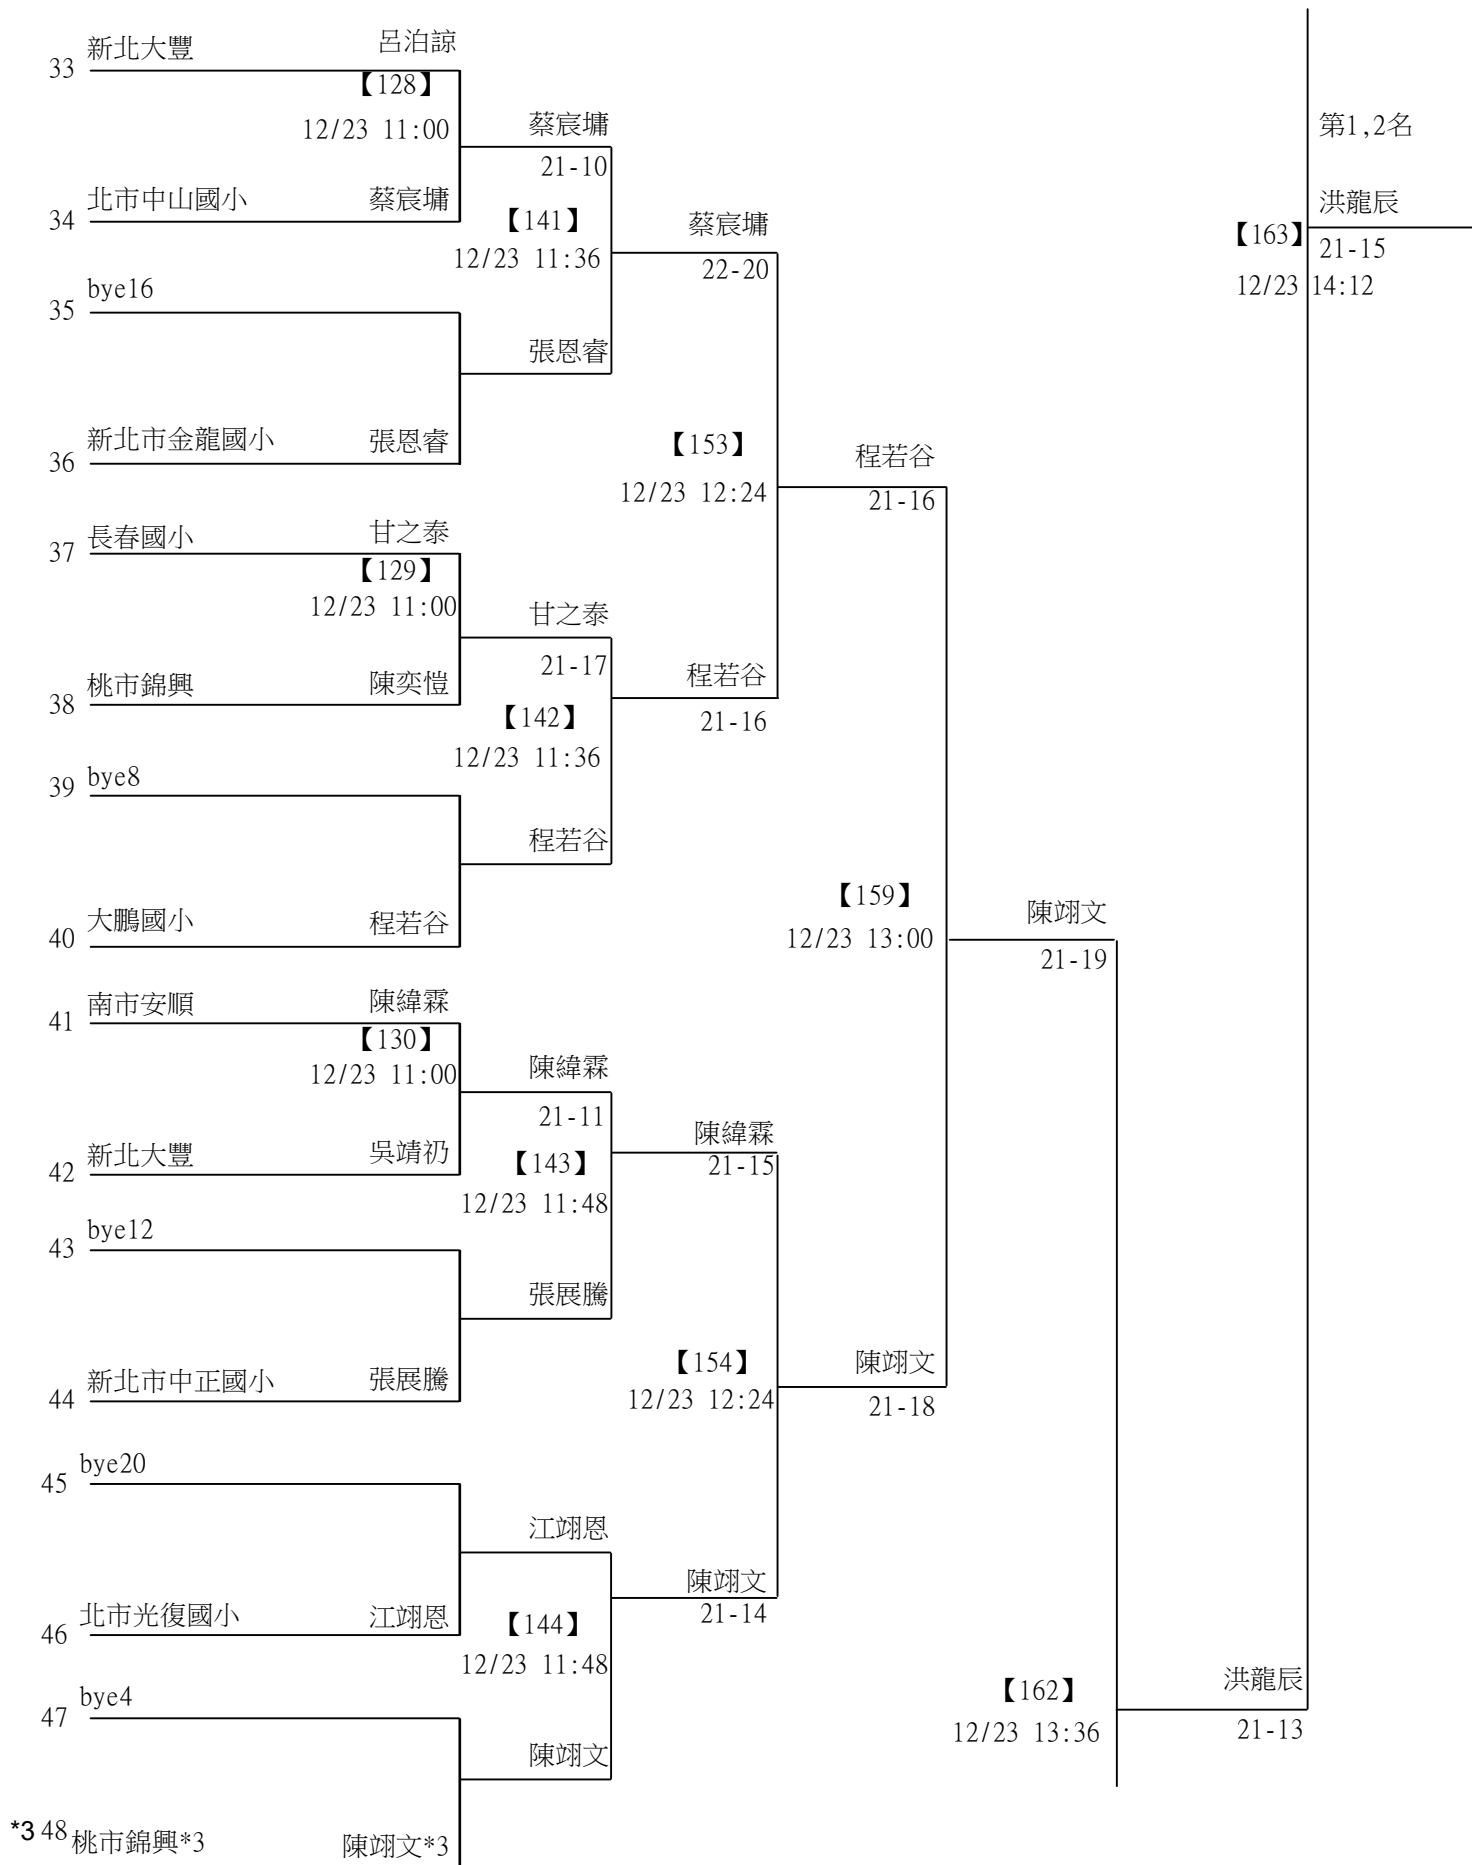 33 新北大豐 呂泊諒
【128】
12/23 11:00
蔡宸墉
21-10
34 北市中山國小 蔡宸墉
【141】
12/23 11:36
蔡宸墉
22-20
35 bye16
張恩睿
36 新北市金龍國小 張恩睿
【153】
12/23 12:24
程若谷
21-16
37 長春國小 甘之泰
【129】
12/23 11:00
甘之泰
21-17
38 桃市錦興 陳奕愷
【142】
12/23 11:36
程若谷
21-16
39 bye8
程若谷
40 大鵬國小 程若谷
【159】
12/23 13:00
陳翊文
21-19
41 南市安順 陳緯霖
【130】
12/23 11:00
陳緯霖
21-11
42 新北大豐 吳靖礽
【143】
12/23 11:48
陳緯霖
21-15
43 bye12
張展騰
44 新北市中正國小 張展騰
【154】
12/23 12:24
陳翊文
21-18
45 bye20
江翊恩
46 北市光復國小 江翊恩
【144】
12/23 11:48
陳翊文
21-14
47 bye4
陳翊文
*3 48 桃市錦興*3 陳翊文*3
【162】
12/23 13:36
洪龍辰
21-13
第1,2名
洪龍辰
【163】
21-15
12/23 14:12